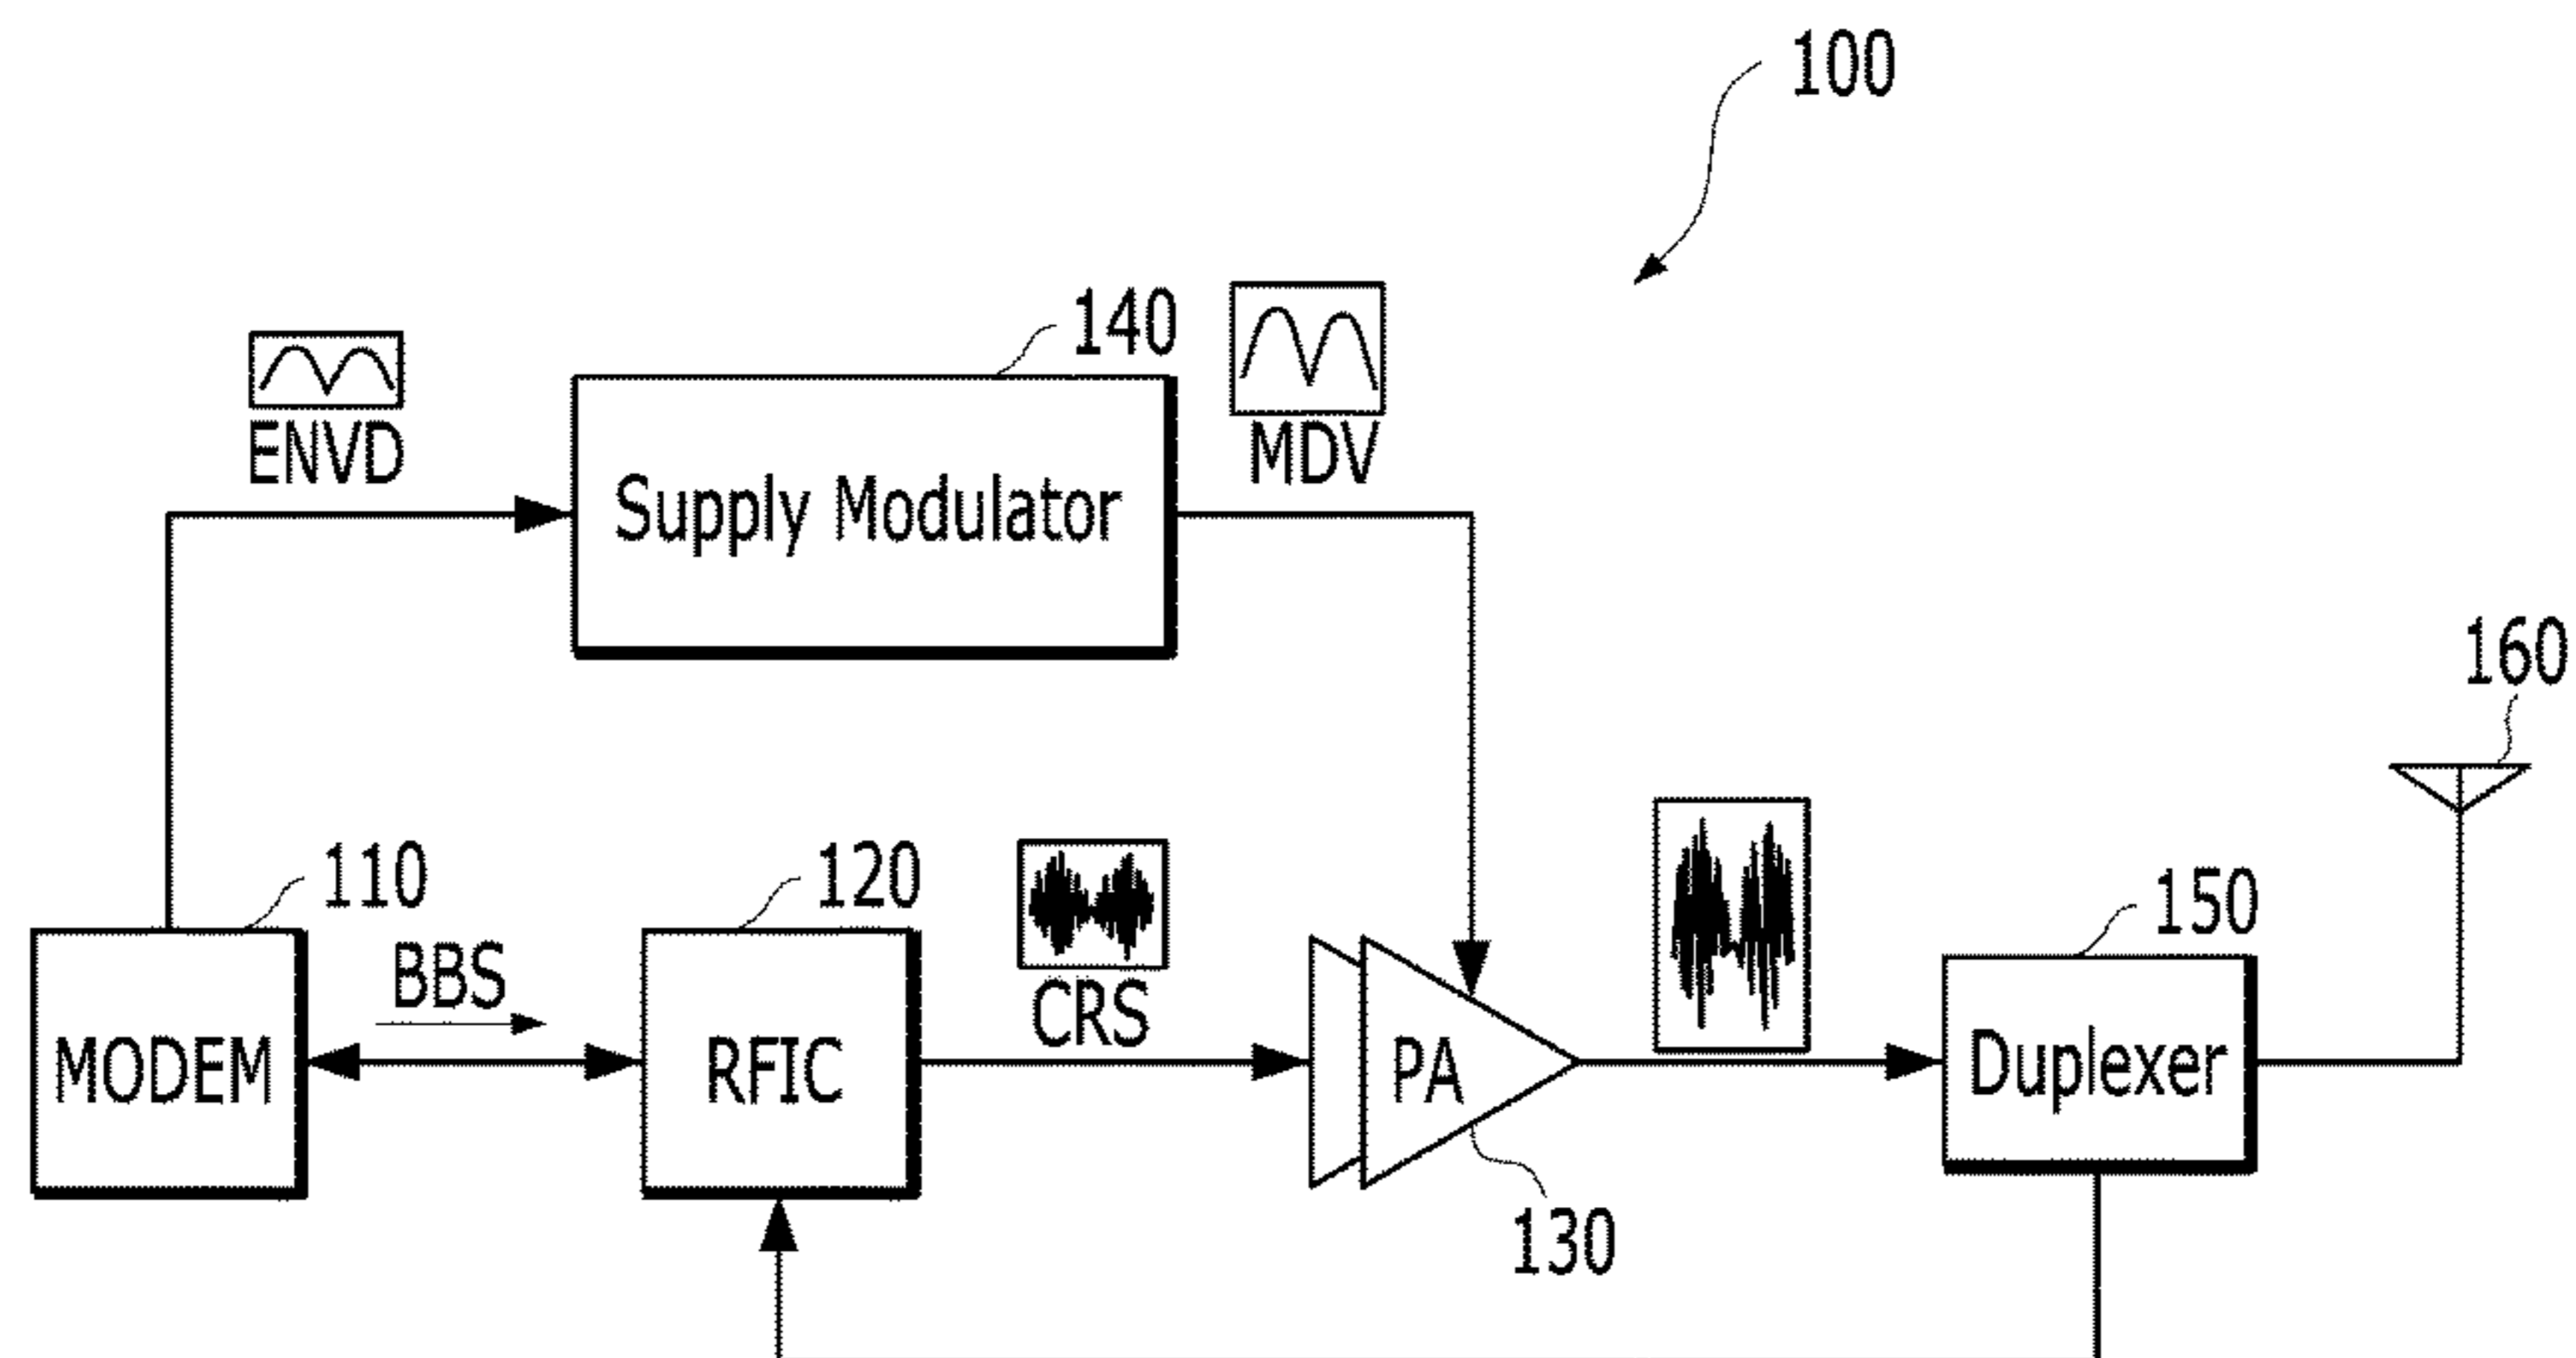 100
140
ENVD
MDV
Supply Modulator
160
110
120
150
BBS
CRS
MODEM
RFIC
PA
Duplexer
130